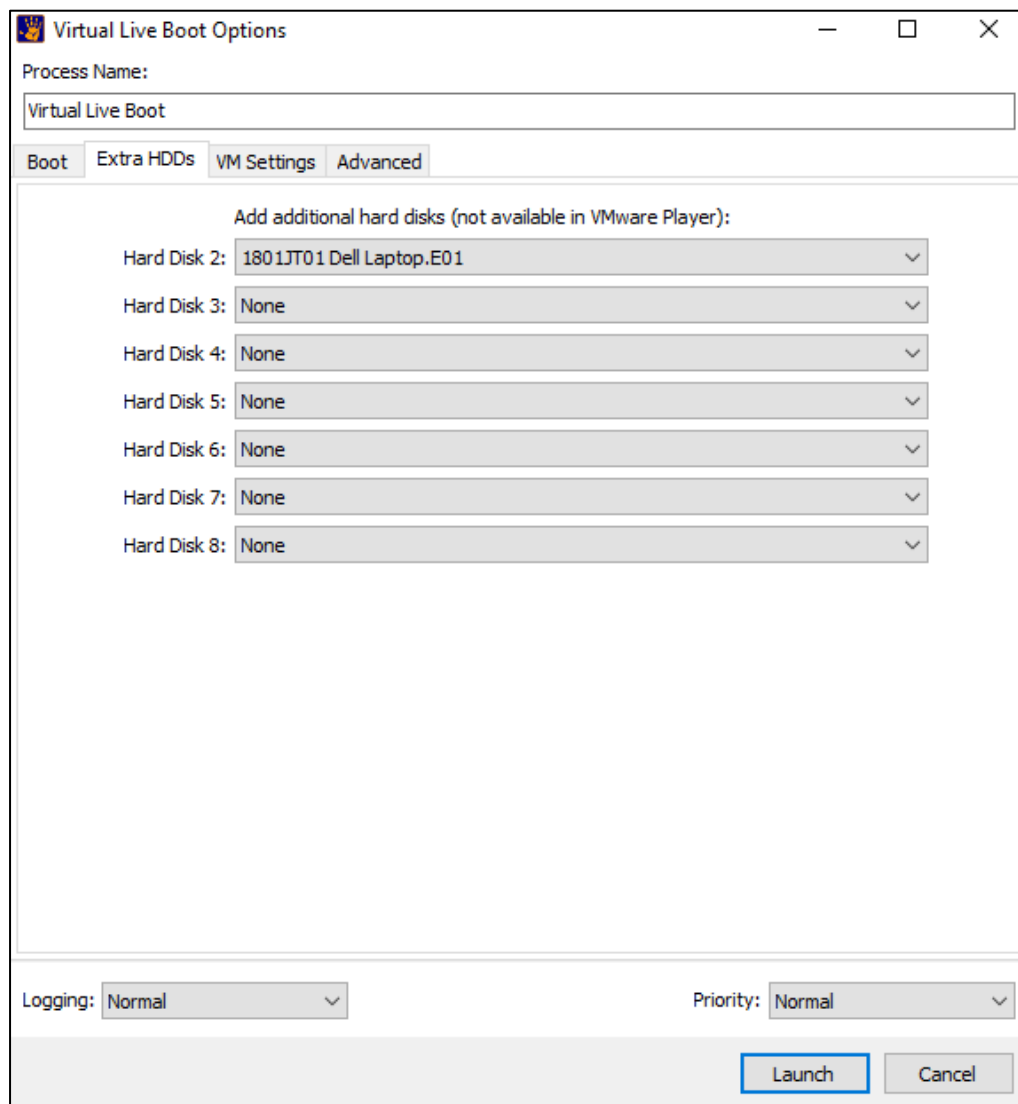 Virtual Live Boot Options
Process Name:
Virtual Live Boot
Boot Extra HDDs VM Settings Advanced
Add additional hard disks (not available in VMware Player):
Hard Disk 2: 1801JT01 Dell Laptop.E01
Hard Disk 3: None
Hard Disk 4: None
Hard Disk 5: None
Hard Disk 6: None
Hard Disk 7: None
Hard Disk 8: None
Logging: Normal Priority: Normal
Launch Cancel